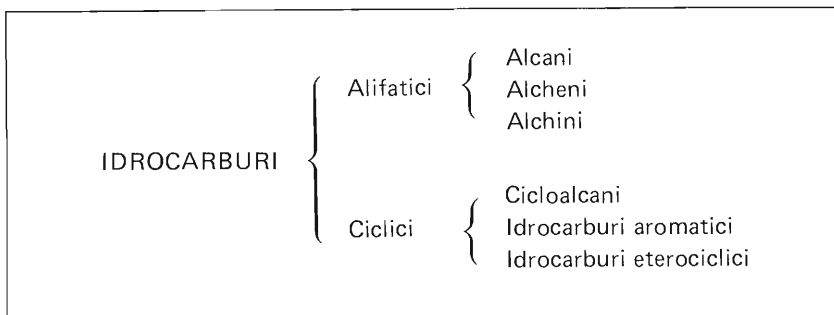 IDROCARBURI
Alifatici
Alcani
Alcheni
Alchini
Ciclici
Cicloalcani
Idrocarburi aromatici
Idrocarburi eterociclici